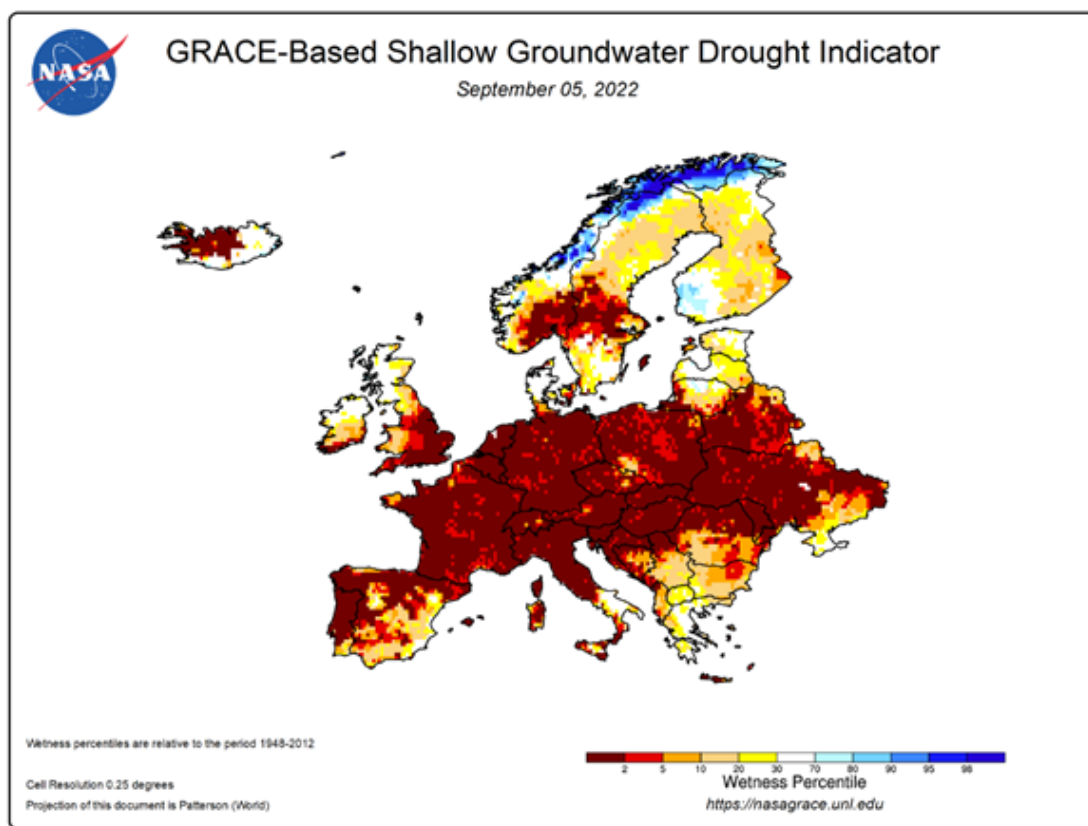 NASA
GRACE-Based Shallow Groundwater Drought Indicator
September 05, 2022
Wetness percentiles are relative to the period 1948-2012
Cell Resolution 0.25 degrees
Projection of this document is Patterson (World)
2 5 10 20 30 70 80 90 95 98
Wetness Percentile
https://nasagrace.unl.edu